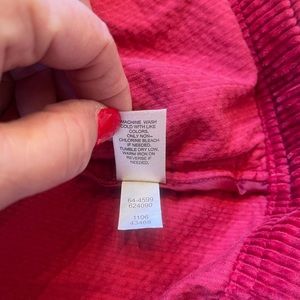 MACHINE WASH
COLD WITH LIKE
COLORS.
ONLY NON-
CHLORINE BLEACH
IF NEEDED.
TUMBLE DRY LOW.
WARM IRON ON
REVERSE IF
NEEDED.
64-4599
624090
1106
43468